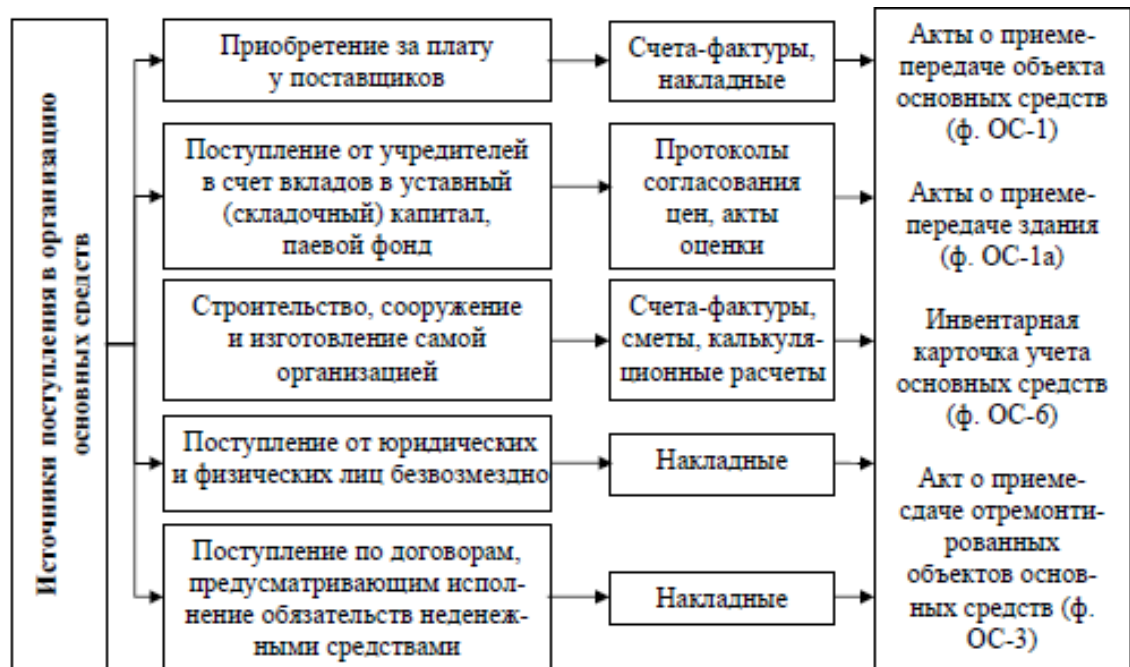 Источники поступления в организацию
основных средств
Приобретение за плату
у поставщиков
Счета-фактуры,
накладные
Поступление от учредителей
в счет вкладов в уставный
(складочный) капитал,
паевой фонд
Протоколы
согласования
цен, акты
оценки
Строительство, сооружение
и изготовление самой
организацией
Счета-фактуры,
сметы, калькуля-
ционные расчеты
Поступление от юридических
и физических лиц безвозмездно
Накладные
Поступление по договорам,
предусматривающим испол-
нение обязательств неденеж-
ными средствами
Накладные
Акты о приеме-
передаче объекта
основных средств
(ф. ОС-1)
Акты о приеме-
передаче здания
(ф. ОС-1а)
Инвентарная
карточка учета
основных средств
(ф. ОС-6)
Акт о приеме-
сдаче отремонти-
рованных
объектов основ-
ных средств (ф.
ОС-3)